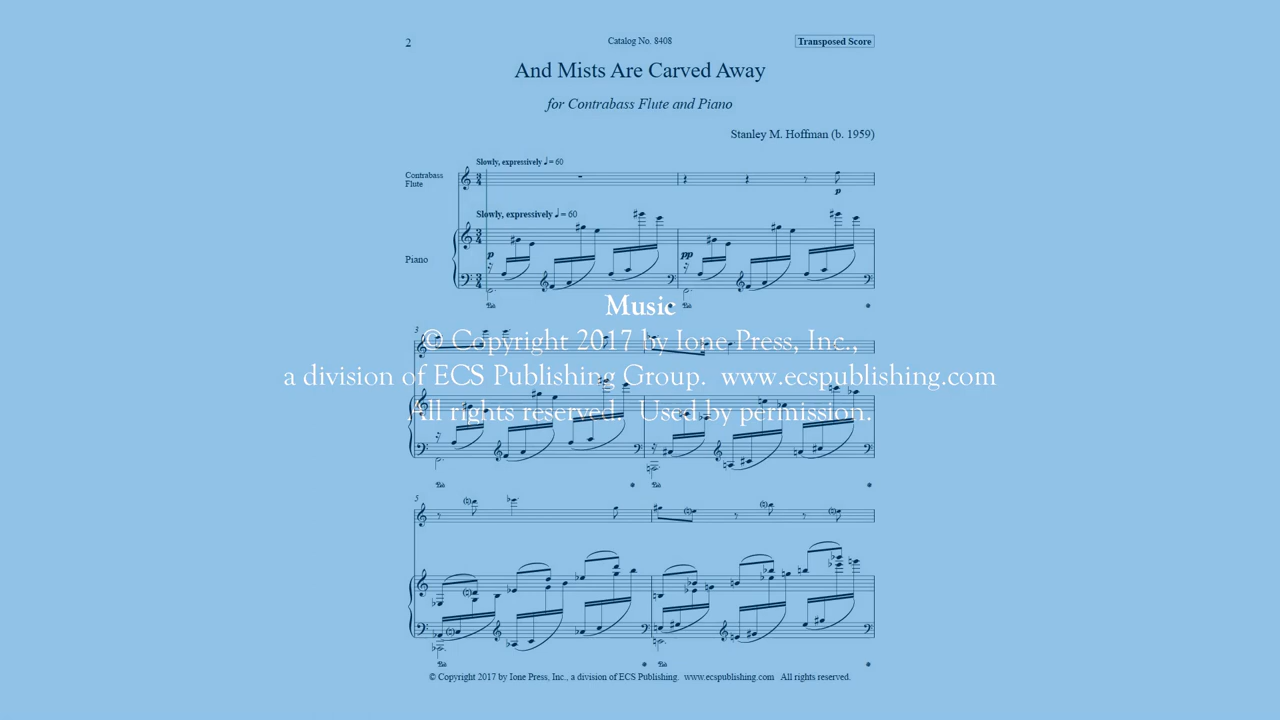 2
Catalog No. 8408
Transposed Score
And Mists Are Carved Away
for Contrabass Flute and Piano
Stanley M. Hoffman (b. 1959)
Slowly, expressively ♩ = 60
Contrabass
Flute
p
Slowly, expressively ♩ = 60
Piano
p
pp
Music
3
© Copyright 2017 by Ione Press, Inc.,
a division of ECS Publishing Group. www.ecspublishing.com
All rights reserved. Used by permission.
5
© Copyright 2017 by Ione Press, Inc., a division of ECS Publishing. www.ecspublishing.com All rights reserved.